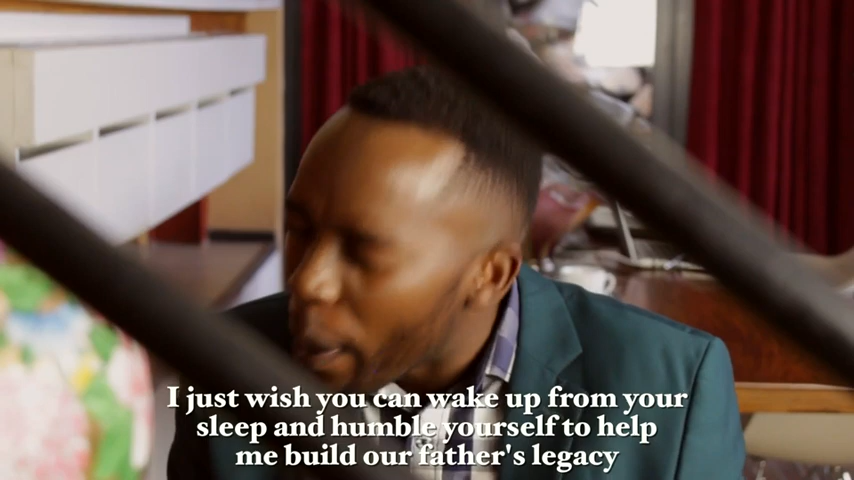 I just wish you can wake up from your
sleep and humble yourself to help
me build our father's legacy